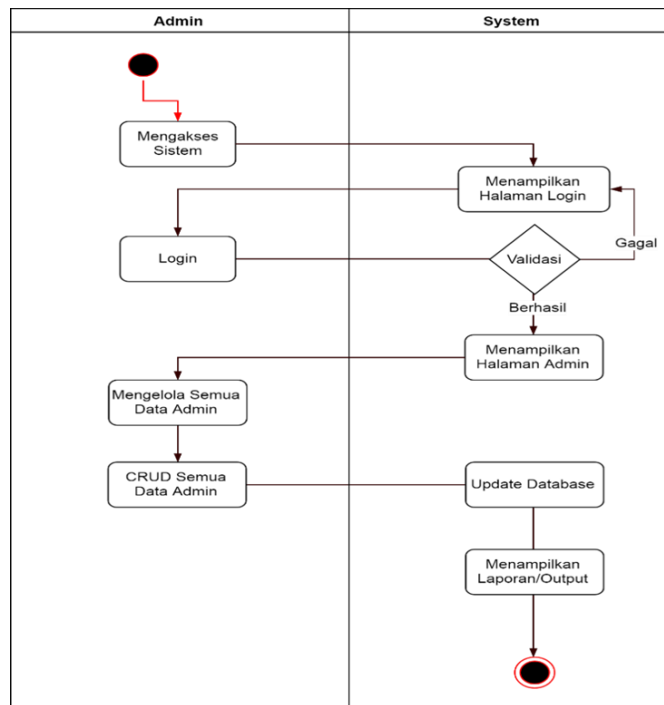 Admin
System
Mengakses
Sistem
Menampilkan
Halaman Login
Gagal
Login
Validasi
Berhasil
Menampilkan
Halaman Admin
Mengelola Semua
Data Admin
CRUD Semua
Data Admin
Update Database
Menampilkan
Laporan/Output